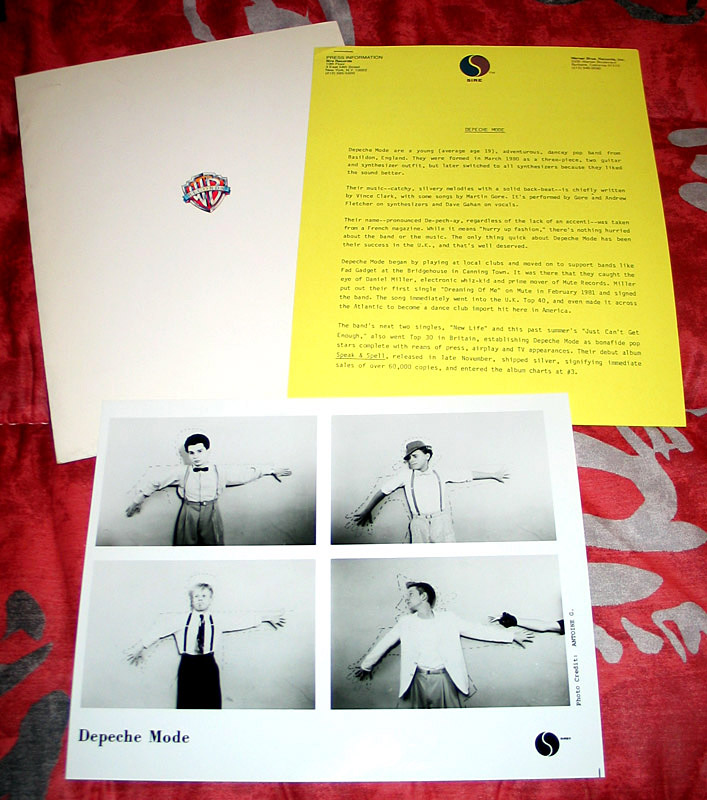 PRESS INFORMATION
Sire Records
New York, N.Y.
SIRE
Warner Bros. Records Inc.
DEPECHE MODE
Depeche Mode are a young (average age 19), adventurous, dancey pop band from
Basildon, England. They were formed in March 1980 as a three-piece, two guitar
and synthesizer outfit, but later switched to all synthesizers because they liked
the sound better.
Their music--catchy, silvery melodies with a solid back-beat--is chiefly written
by Vince Clark, with some songs by Martin Gore. It's performed by Gore and Andrew
Fletcher on synthesizers and Dave Gahan on vocals.
Their name--pronounced De-pech-ay, regardless of the lack of an accent!--was taken
from a French magazine. While it means "hurry up fashion," there's nothing hurried
about the band or the music. The only thing quick about Depeche Mode has been
their success in the U.K., and that's well deserved.
Depeche Mode began by playing at local clubs and moved on to support bands like
Fad Gadget at the Bridgehouse in Canning Town. It was there that they caught the
eye of Daniel Miller, electronic whiz-kid and prime mover of Mute Records. Miller
put out their first single "Dreaming Of Me" on Mute in February 1981 and signed
the band. The song immediately went into the U.K. Top 40, and even made it across
the Atlantic to become a dance club import hit here in America.
The band's next two singles, "New Life" and this past summer's "Just Can't Get
Enough," also went Top 30 in Britain, establishing Depeche Mode as bonafide pop
stars complete with reams of press, airplay and TV appearances. Their debut album
Speak & Spell, released in late November, shipped silver, signifying immediate
sales of over 60,000 copies, and entered the album charts at #3.
Photo Credit: ANTOINE G.
Depeche Mode